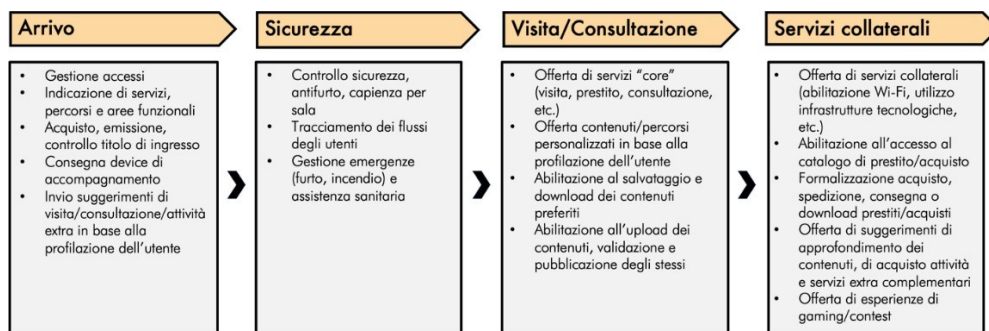 Arrivo
Gestione accessi
Indicazione di servizi,
percorsi e aree funzionali
Acquisto, emissione,
controllo titolo di ingresso
Consegna device di
accompagnamento
Invio suggerimenti di
visita/consultazione/attività
extra in base alla
profilazione dell'utente
Sicurezza
Controllo sicurezza,
antifurto, capienza per
sala
Tracciamento dei flussi
degli utenti
Gestione emergenze
(furto, incendio) e
assistenza sanitaria
Visita/Consultazione
Offerta di servizi "core"
(visita, prestito, consultazione,
etc.)
Offerta contenuti/percorsi
personalizzati in base alla
profilazione dell'utente
Abilitazione al salvataggio e
download dei contenuti
preferiti
Abilitazione all'upload dei
contenuti, validazione e
pubblicazione degli stessi
Servizi collaterali
Offerta di servizi collaterali
(abilitazione Wi-Fi, utilizzo
infrastrutture tecnologiche,
etc.)
Abilitazione all'accesso al
catalogo di prestito/acquisto
Formalizzazione acquisto,
spedizione, consegna o
download prestiti/acquisti
Offerta di suggerimenti di
approfondimento dei
contenuti, di acquisto attività
e servizi extra complementari
Offerta di esperienze di
gaming/contest